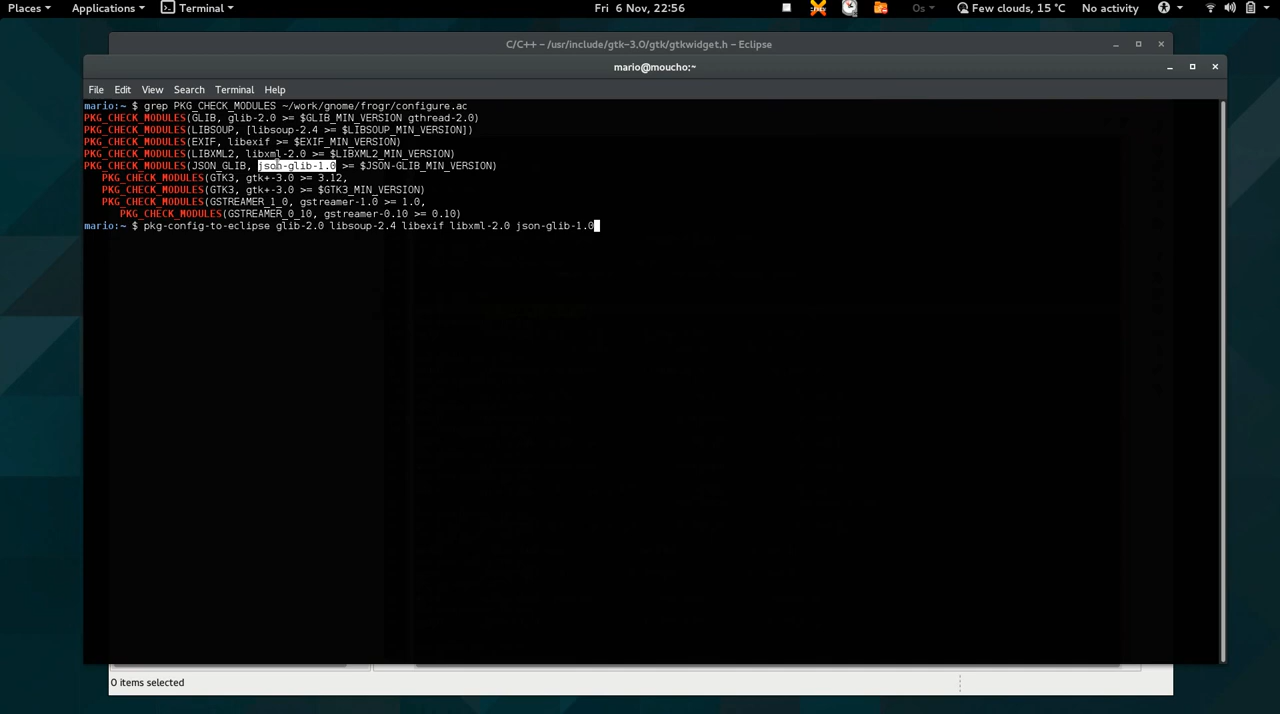 Places Applications Terminal Fri 6 Nov, 22:56 Os Few clouds, 15 °C No activity
C/C++ – /usr/include/gtk-3.0/gtk/gtkwidget.h – Eclipse
mario@moucho:~
File Edit View Search Terminal Help
mario:~ $ grep PKG_CHECK_MODULES ~/work/gnome/frogr/configure.ac
PKG_CHECK_MODULES(GLIB, glib-2.0 >= $GLIB_MIN_VERSION gthread-2.0)
PKG_CHECK_MODULES(LIBSOUP, [libsoup-2.4 >= $LIBSOUP_MIN_VERSION])
PKG_CHECK_MODULES(EXIF, libexif >= $EXIF_MIN_VERSION)
PKG_CHECK_MODULES(LIBXML2, libxml-2.0 >= $LIBXML2_MIN_VERSION)
PKG_CHECK_MODULES(JSON_GLIB, json-glib-1.0 >= $JSON-GLIB_MIN_VERSION)
PKG_CHECK_MODULES(GTK3, gtk+-3.0 >= 3.12,
PKG_CHECK_MODULES(GTK3, gtk+-3.0 >= $GTK3_MIN_VERSION)
PKG_CHECK_MODULES(GSTREAMER_1_0, gstreamer-1.0 >= 1.0,
PKG_CHECK_MODULES(GSTREAMER_0_10, gstreamer-0.10 >= 0.10)
mario:~ $ pkg-config-to-eclipse glib-2.0 libsoup-2.4 libexif libxml-2.0 json-glib-1.0
0 items selected